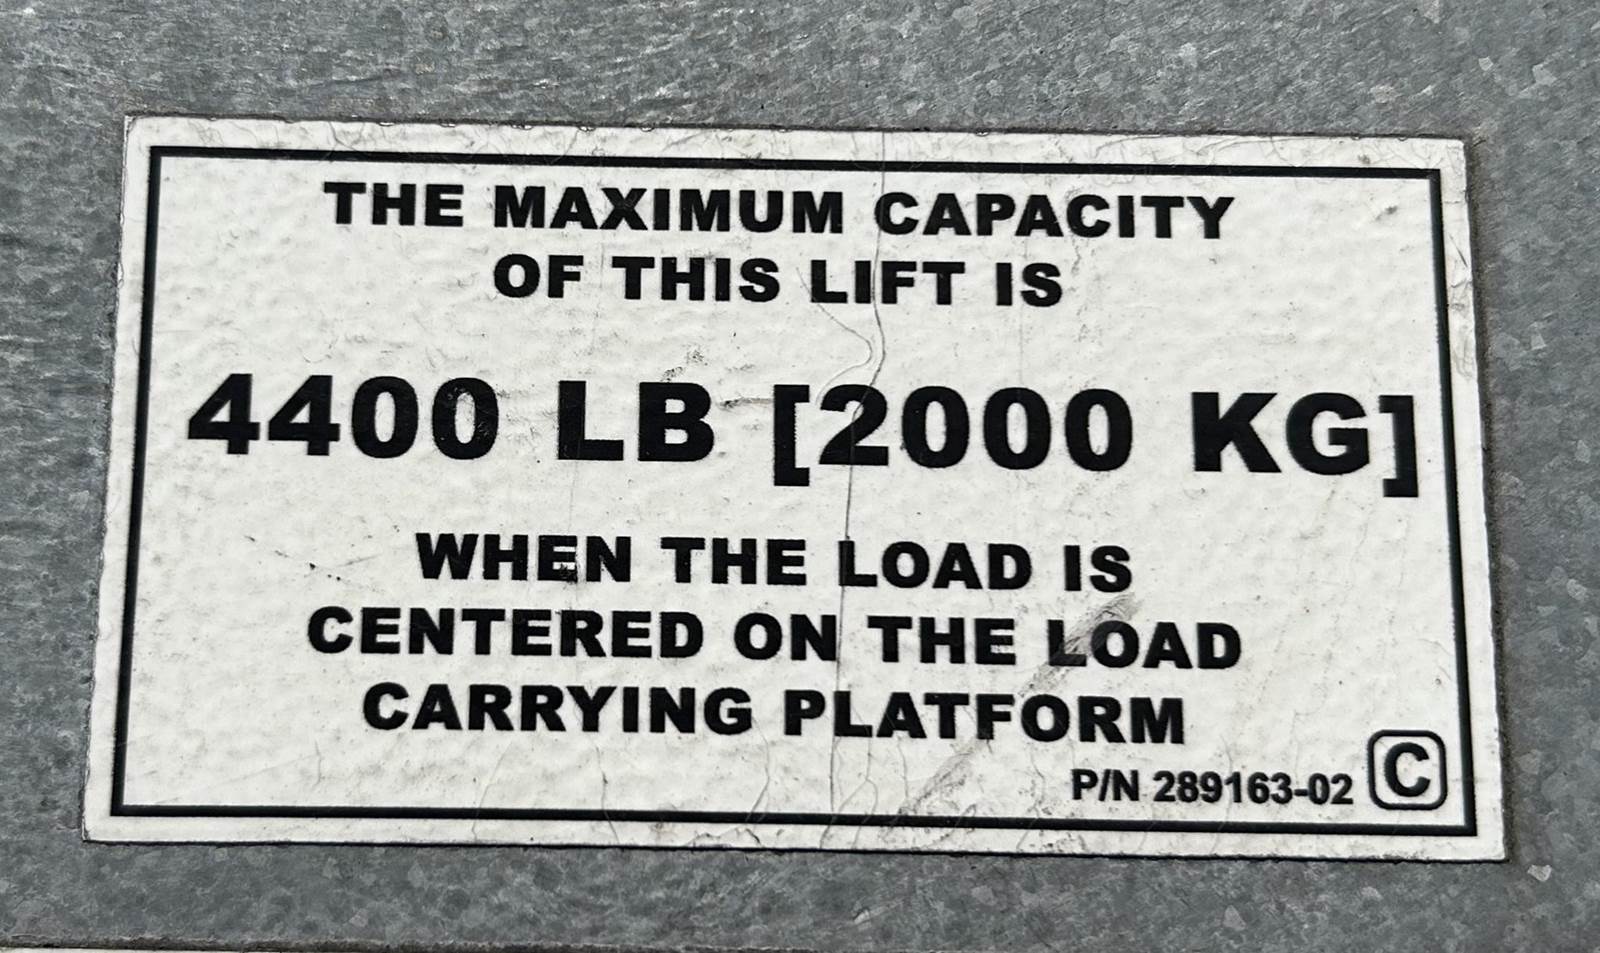 THE MAXIMUM CAPACITY
OF THIS LIFT IS
4400 LB [2000 KG]
WHEN THE LOAD IS
CENTERED ON THE LOAD
CARRYING PLATFORM
P/N 289163-02 C